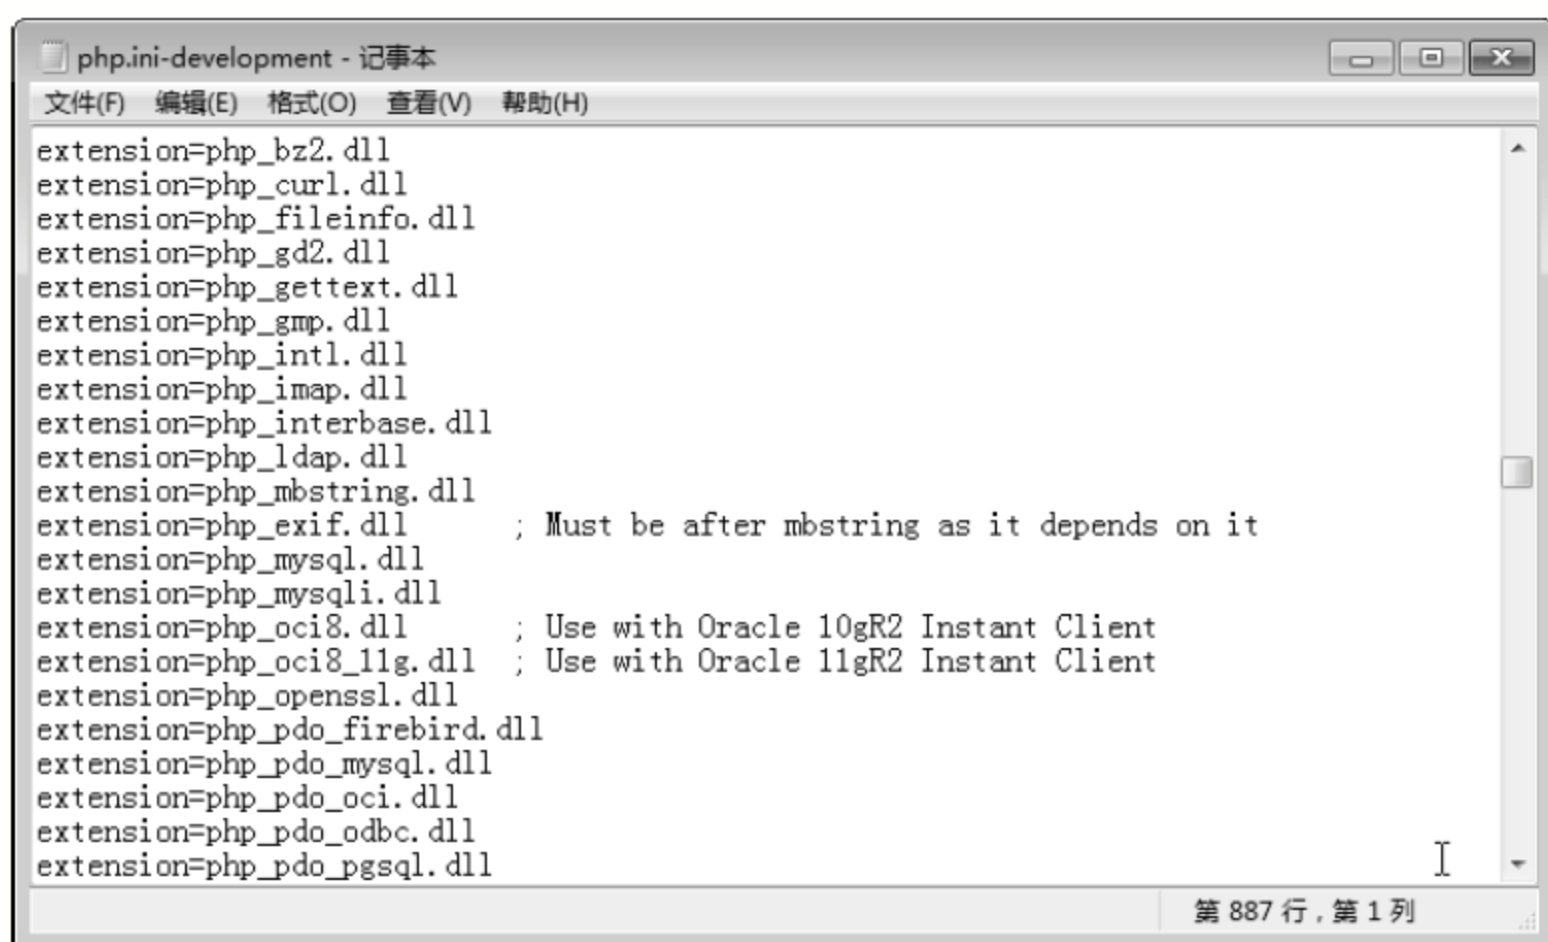 php.ini-development - 记事本
文件(F) 编辑(E) 格式(O) 查看(V) 帮助(H)
extension=php_bz2.dll
extension=php_curl.dll
extension=php_fileinfo.dll
extension=php_gd2.dll
extension=php_gettext.dll
extension=php_gmp.dll
extension=php_intl.dll
extension=php_imap.dll
extension=php_interbase.dll
extension=php_ldap.dll
extension=php_mbstring.dll
extension=php_exif.dll      ; Must be after mbstring as it depends on it
extension=php_mysql.dll
extension=php_mysqli.dll
extension=php_oci8.dll      ; Use with Oracle 10gR2 Instant Client
extension=php_oci8_11g.dll  ; Use with Oracle 11gR2 Instant Client
extension=php_openssl.dll
extension=php_pdo_firebird.dll
extension=php_pdo_mysql.dll
extension=php_pdo_oci.dll
extension=php_pdo_odbc.dll
extension=php_pdo_pgsql.dll
第 887 行，第 1 列